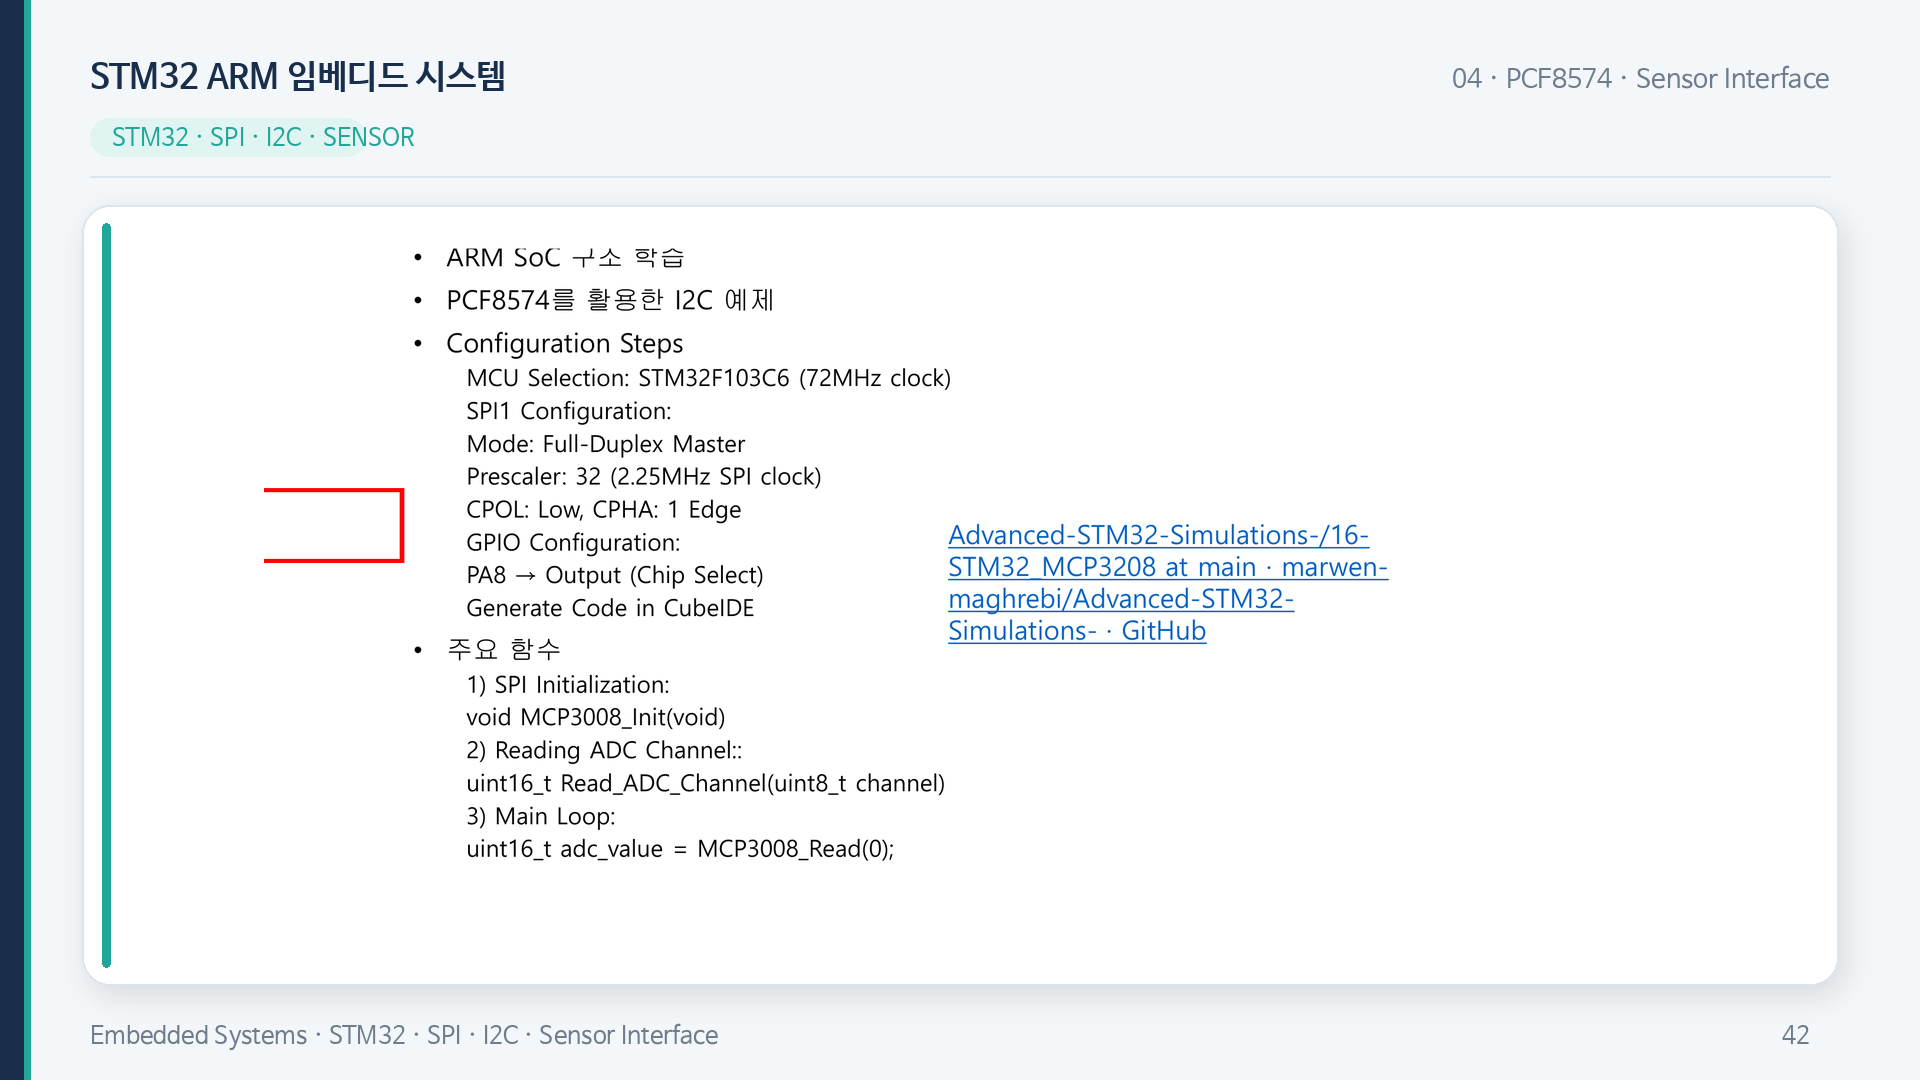 STM32 ARM 임베디드 시스템
04 · PCF8574 · Sensor Interface
STM32 · SPI · I2C · SENSOR
• ARM SoC 구조 학습
• PCF8574를 활용한 I2C 예제
• Configuration Steps
MCU Selection: STM32F103C6 (72MHz clock)
SPI1 Configuration:
Mode: Full-Duplex Master
Prescaler: 32 (2.25MHz SPI clock)
CPOL: Low, CPHA: 1 Edge
GPIO Configuration:
PA8 → Output (Chip Select)
Generate Code in CubeIDE
• 주요 함수
1) SPI Initialization:
void MCP3008_Init(void)
2) Reading ADC Channel::
uint16_t Read_ADC_Channel(uint8_t channel)
3) Main Loop:
uint16_t adc_value = MCP3008_Read(0);
Advanced-STM32-Simulations-/16-
STM32_MCP3208 at main · marwen-
maghrebi/Advanced-STM32-
Simulations- · GitHub
Embedded Systems · STM32 · SPI · I2C · Sensor Interface
42